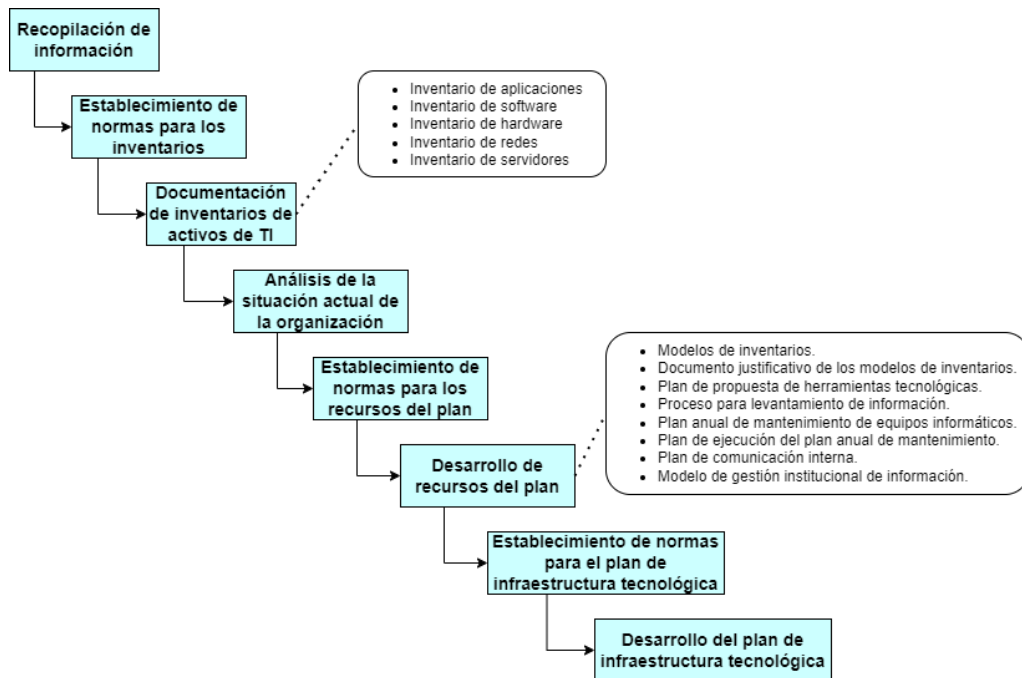 Recopilación de
información
Establecimiento de
normas para los
inventarios
• Inventario de aplicaciones
• Inventario de software
• Inventario de hardware
• Inventario de redes
• Inventario de servidores
Documentación
de inventarios de
activos de TI
Análisis de la
situación actual de
la organización
Establecimiento de
normas para los
recursos del plan
• Modelos de inventarios.
• Documento justificativo de los modelos de inventarios.
• Plan de propuesta de herramientas tecnológicas.
• Proceso para levantamiento de información.
• Plan anual de mantenimiento de equipos informáticos.
• Plan de ejecución del plan anual de mantenimiento.
• Plan de comunicación interna.
• Modelo de gestión institucional de información.
Desarrollo de
recursos del plan
Establecimiento de normas
para el plan de
infraestructura tecnológica
Desarrollo del plan de
infraestructura tecnológica